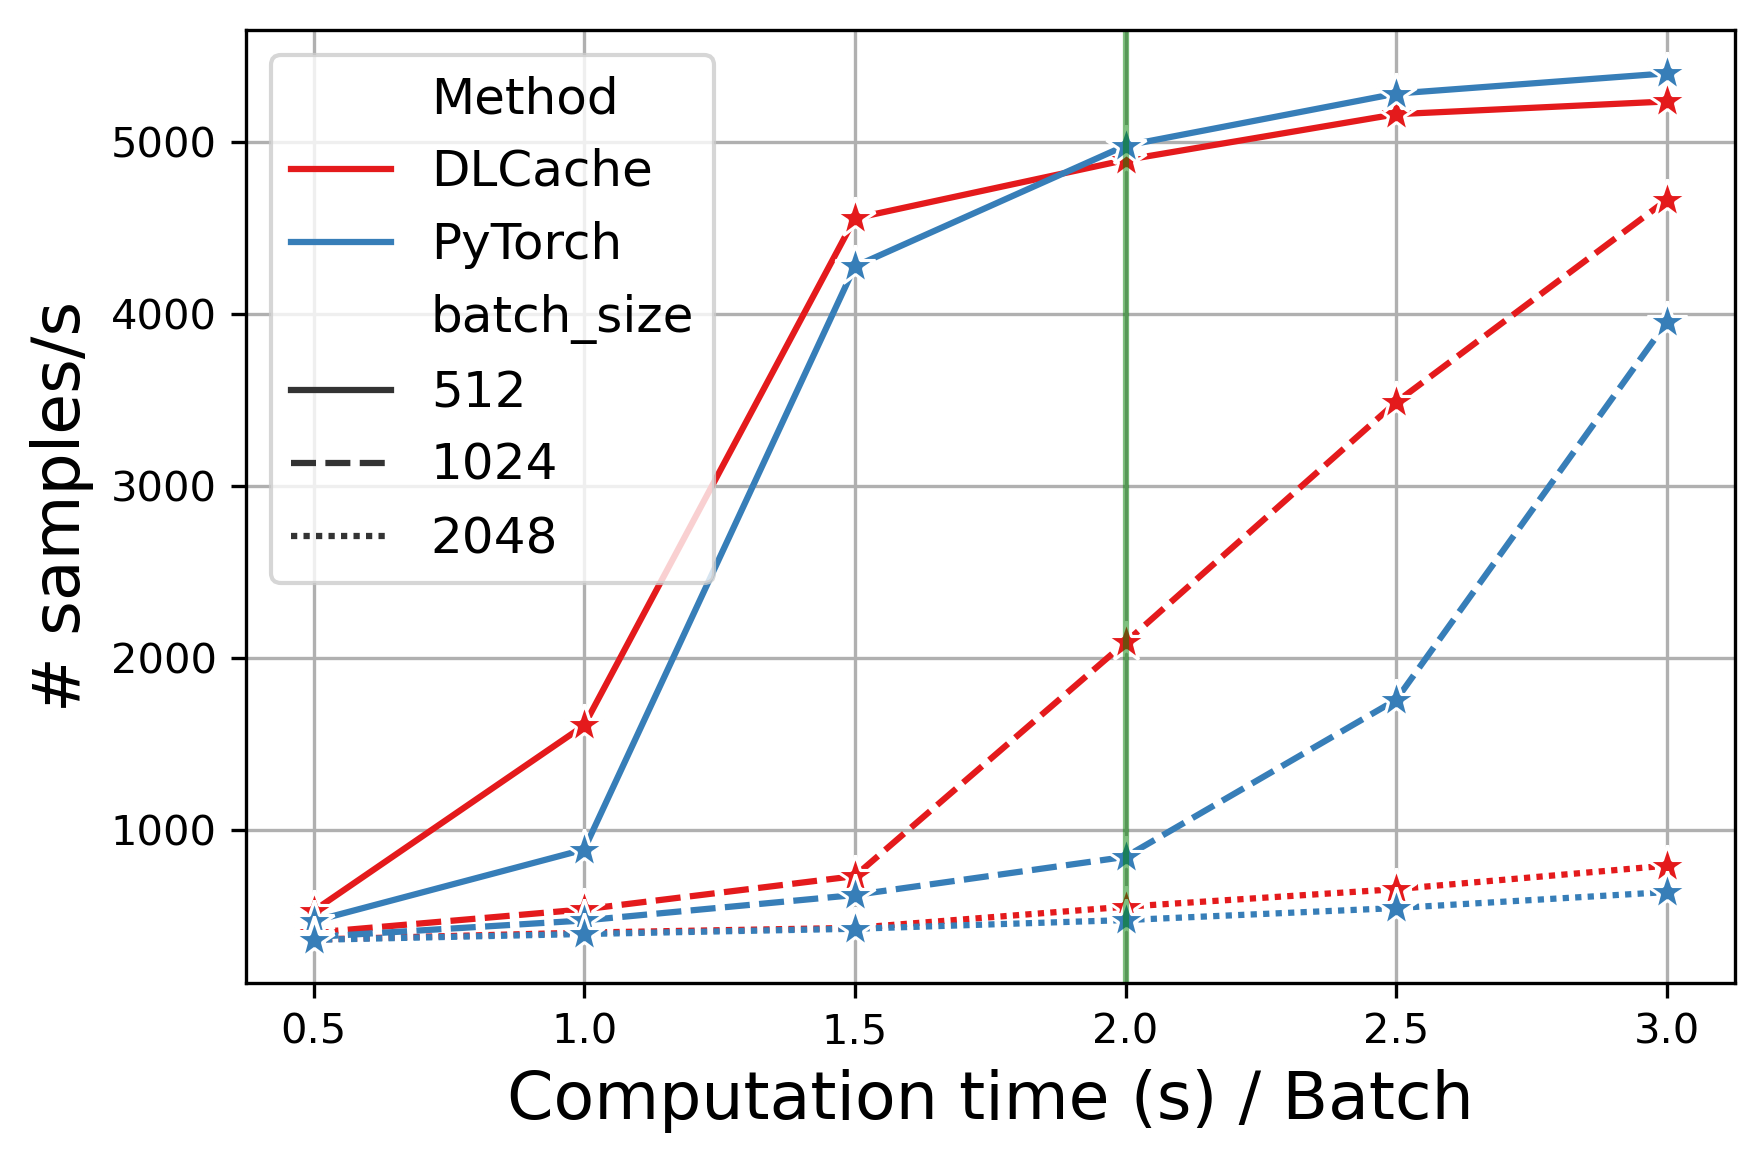 # samples/s
5000
4000
3000
2000
1000
Method
DLCache
PyTorch
batch_size
512
1024
2048
0.5 1.0 1.5 2.0 2.5 3.0
Computation time (s) / Batch